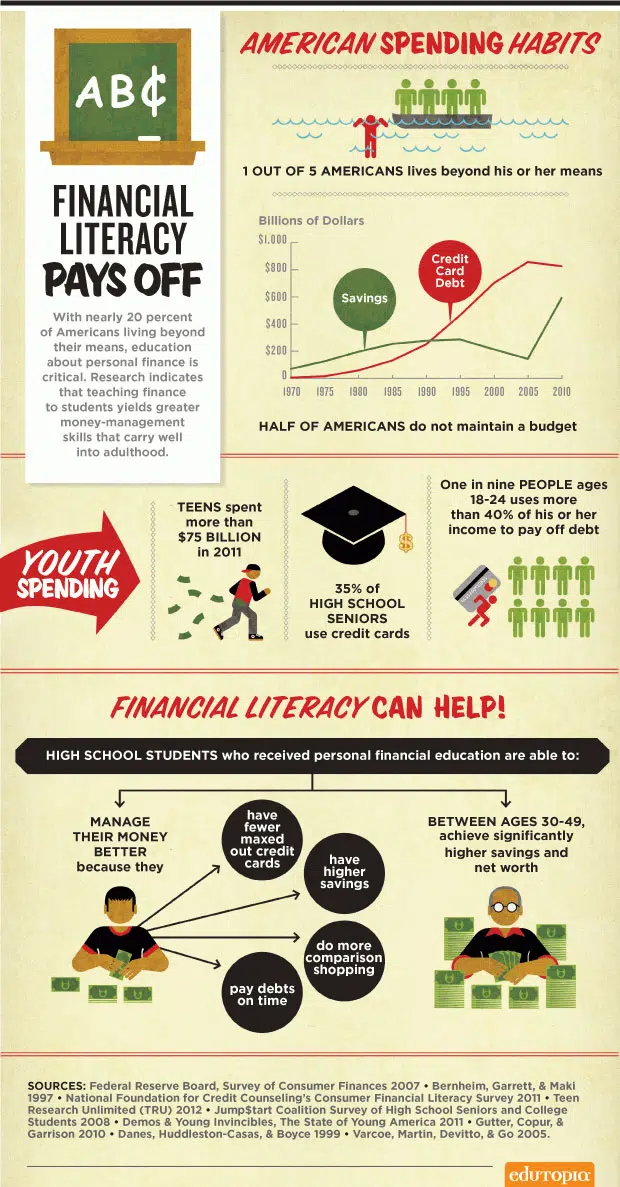 AB¢
FINANCIAL
LITERACY
PAYS OFF
With nearly 20 percent
of Americans living beyond
their means, education
about personal finance is
critical. Research indicates
that teaching finance
to students yields greater
money-management
skills that carry well
into adulthood.
AMERICAN SPENDING HABITS
1 OUT OF 5 AMERICANS lives beyond his or her means
Billions of Dollars
$1,000
$800
$600
$400
$200
0
Savings
Credit
Card
Debt
1970 1975 1980 1985 1990 1995 2000 2005 2010
HALF OF AMERICANS do not maintain a budget
YOUTH
SPENDING
TEENS spent
more than
$75 BILLION
in 2011
$
35% of
HIGH SCHOOL
SENIORS
use credit cards
One in nine PEOPLE ages
18-24 uses more
than 40% of his or her
income to pay off debt
FINANCIAL LITERACY CAN HELP!
HIGH SCHOOL STUDENTS who received personal financial education are able to:
MANAGE
THEIR MONEY
BETTER
because they
have
fewer
maxed
out credit
cards
have
higher
savings
do more
comparison
shopping
pay debts
on time
BETWEEN AGES 30-49,
achieve significantly
higher savings and
net worth
SOURCES: Federal Reserve Board, Survey of Consumer Finances 2007 • Bernheim, Garrett, & Maki
1997 • National Foundation for Credit Counseling's Consumer Financial Literacy Survey 2011 • Teen
Research Unlimited (TRU) 2012 • Jump$tart Coalition Survey of High School Seniors and College
Students 2008 • Demos & Young Invincibles, The State of Young America 2011 • Gutter, Copur, &
Garrison 2010 • Danes, Huddleston-Casas, & Boyce 1999 • Varcoe, Martin, Devitto, & Go 2005.
edutopia